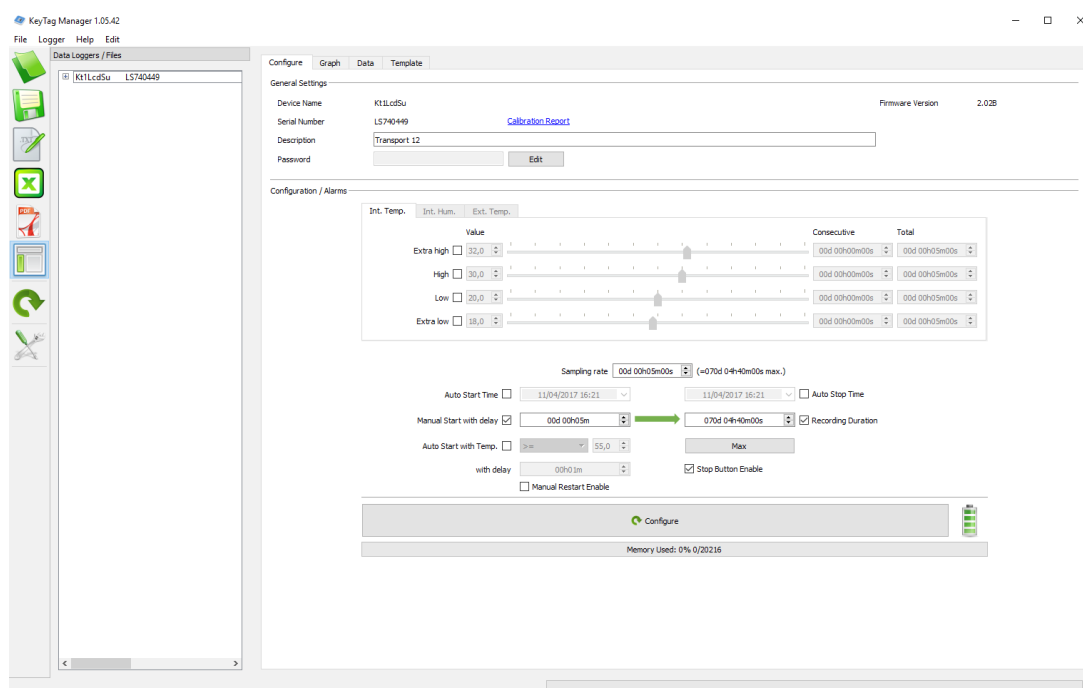 KeyTag Manager 1.05.42
File Logger Help Edit
Data Loggers / Files
Kt1LcdSu LS740449
Configure Graph Data Template
General Settings
Device Name Kt1LcdSu Firmware Version 2.02B
Serial Number LS740449 Calibration Report
Description Transport 12
Password Edit
Configuration / Alarms
Int. Temp. Int. Hum. Ext. Temp.
Value Consecutive Total
Extra high 32,0 00d 00h00m00s 00d 00h05m00s
High 30,0 00d 00h00m00s 00d 00h05m00s
Low 20,0 00d 00h00m00s 00d 00h05m00s
Extra low 18,0 00d 00h00m00s 00d 00h05m00s
Sampling rate 00d 00h05m00s (=070d 04h40m00s max.)
Auto Start Time 11/04/2017 16:21 11/04/2017 16:21 Auto Stop Time
Manual Start with delay 00d 00h05m 070d 04h40m00s Recording Duration
Auto Start with Temp. >= 55,0 Max
with delay 00h01m Stop Button Enable
Manual Restart Enable
Configure
Memory Used: 0% 0/20216